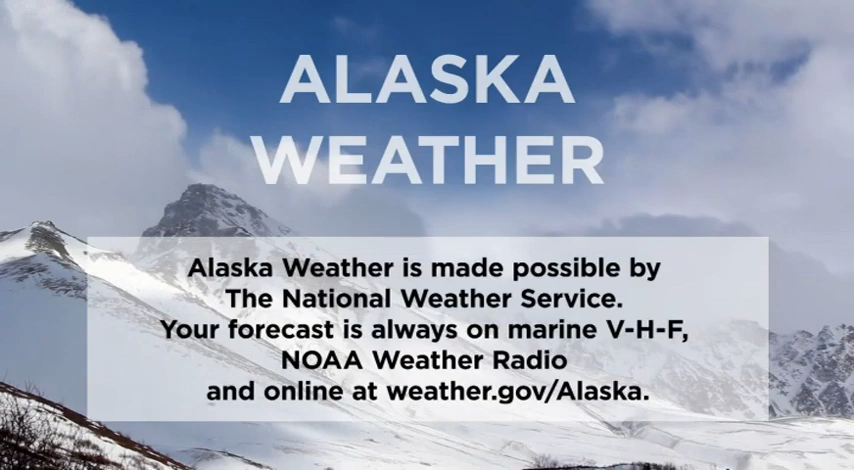 ALASKA
WEATHER
Alaska Weather is made possible by
The National Weather Service.
Your forecast is always on marine V-H-F,
NOAA Weather Radio
and online at weather.gov/Alaska.